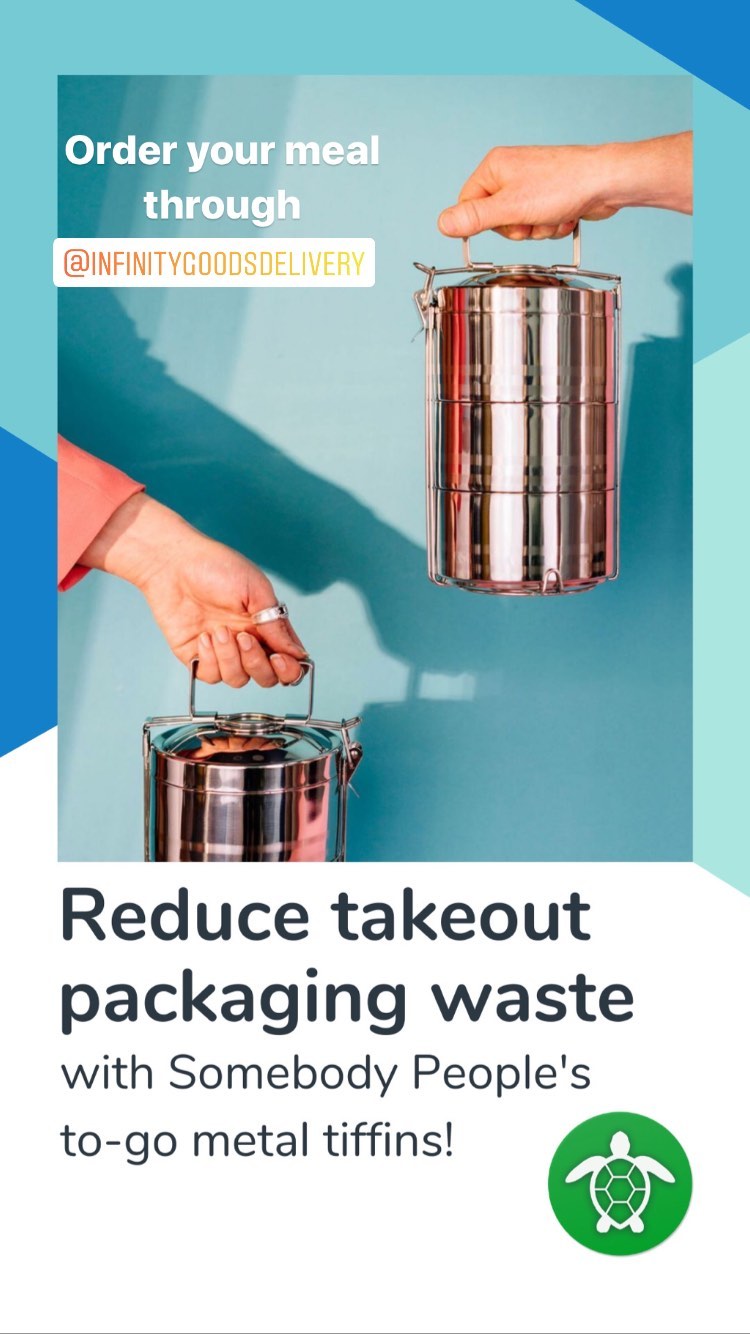 Order your meal
through
@INFINITYGOODSDELIVERY
Reduce takeout
packaging waste
with Somebody People's
to-go metal tiffins!